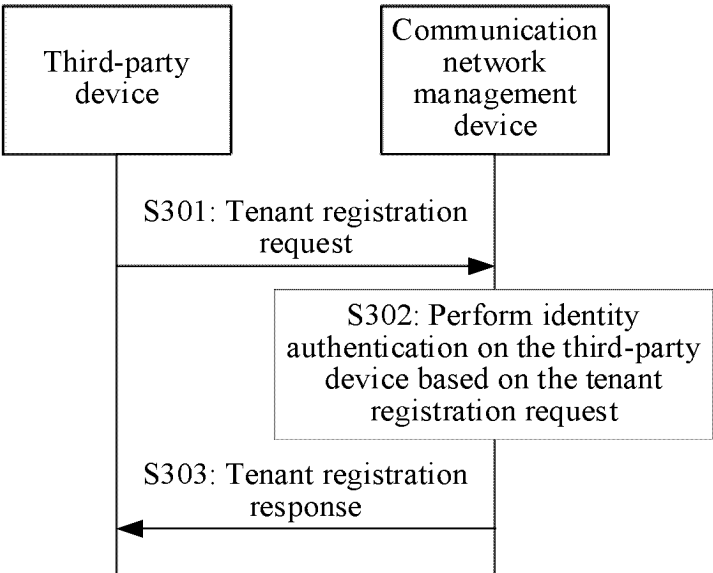 Third-party
device
Communication
network
management
device
S301: Tenant registration
request
S302: Perform identity
authentication on the third-party
device based on the tenant
registration request
S303: Tenant registration
response